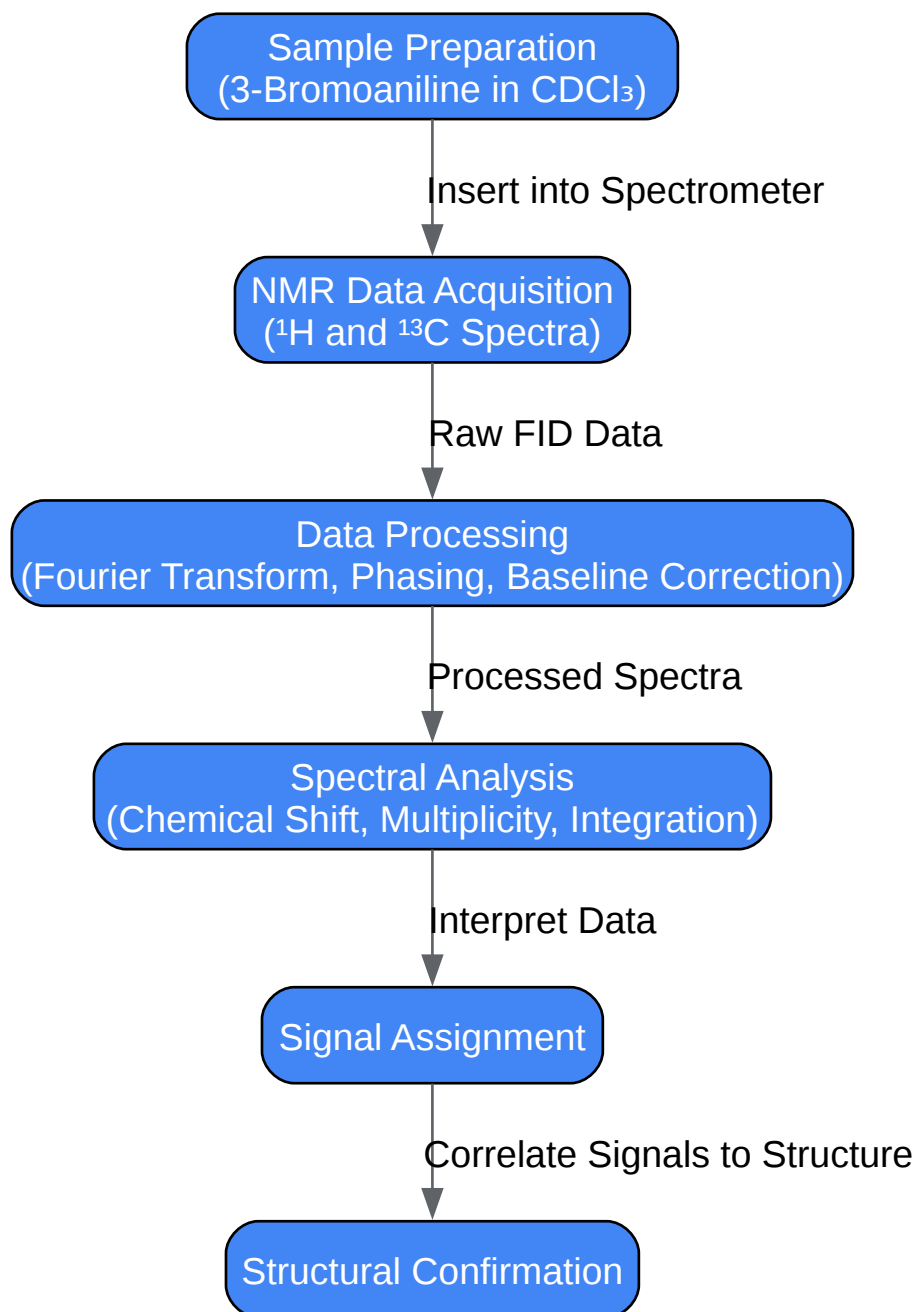 Sample Preparation
(3-Bromoaniline in CDCl₃)
Insert into Spectrometer
NMR Data Acquisition
(¹H and ¹³C Spectra)
Raw FID Data
Data Processing
(Fourier Transform, Phasing, Baseline Correction)
Processed Spectra
Spectral Analysis
(Chemical Shift, Multiplicity, Integration)
Interpret Data
Signal Assignment
Correlate Signals to Structure
Structural Confirmation